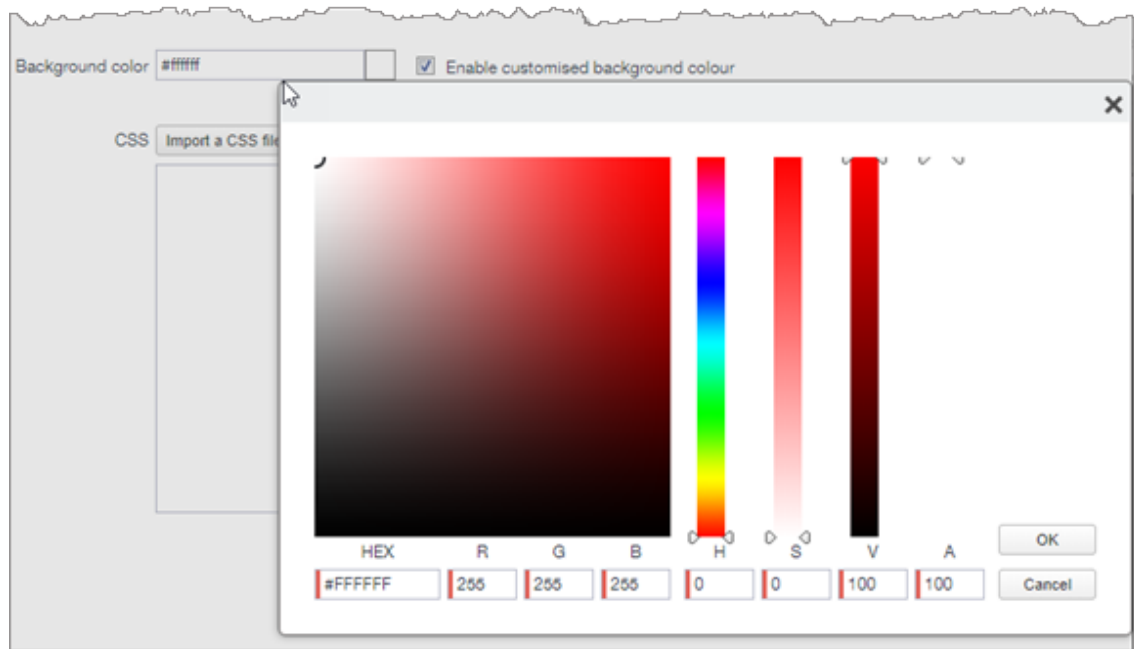 Background color #ffffff Enable customised background colour
CSS Import a CSS file
HEX R G B H S V A
#FFFFFF 255 255 255 0 0 100 100
OK
Cancel